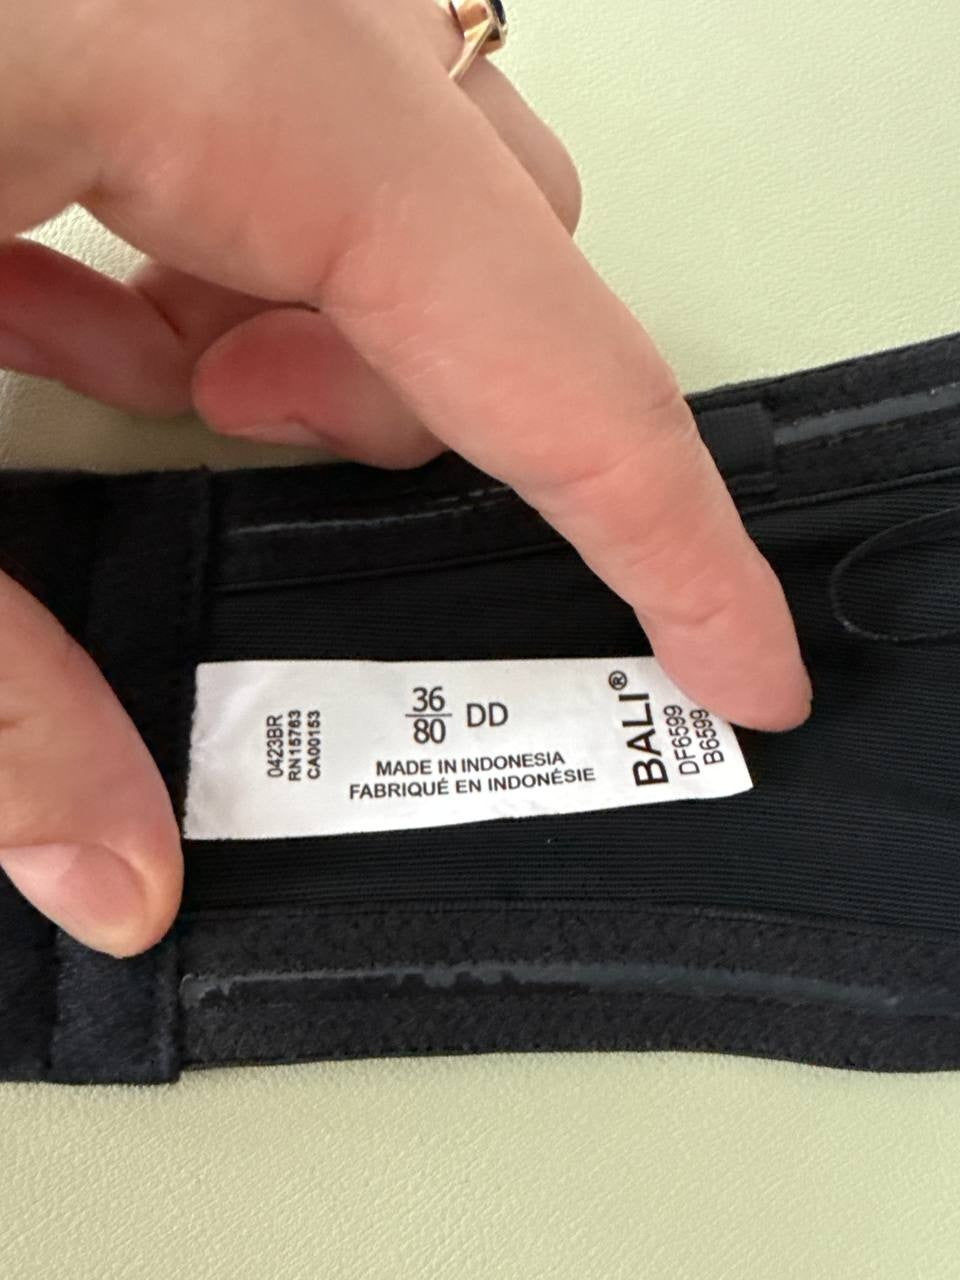 0423BR
RN15763
CA00153
36
80 DD
MADE IN INDONESIA
FABRIQUÉ EN INDONÉSIE
BALI®
DF6599
B6599